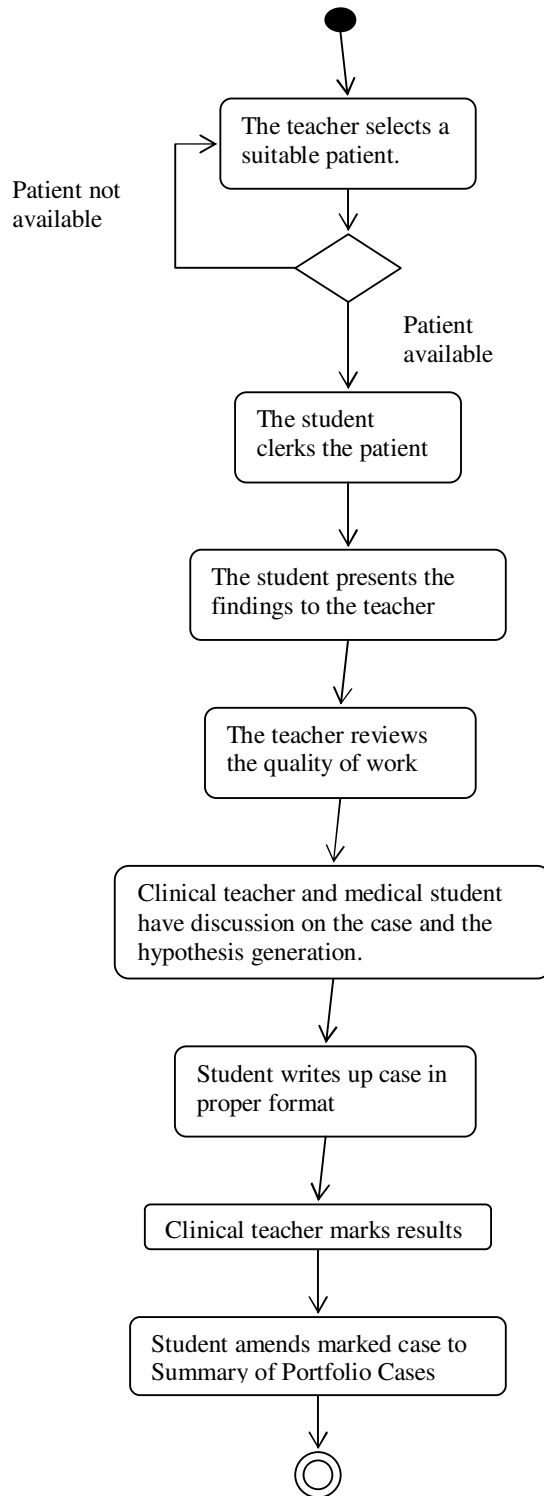 The teacher selects a
suitable patient.
Patient not
available
Patient
available
The student
clerks the patient
The student presents the
findings to the teacher
The teacher reviews
the quality of work
Clinical teacher and medical student
have discussion on the case and the
hypothesis generation.
Student writes up case in
proper format
Clinical teacher marks results
Student amends marked case to
Summary of Portfolio Cases